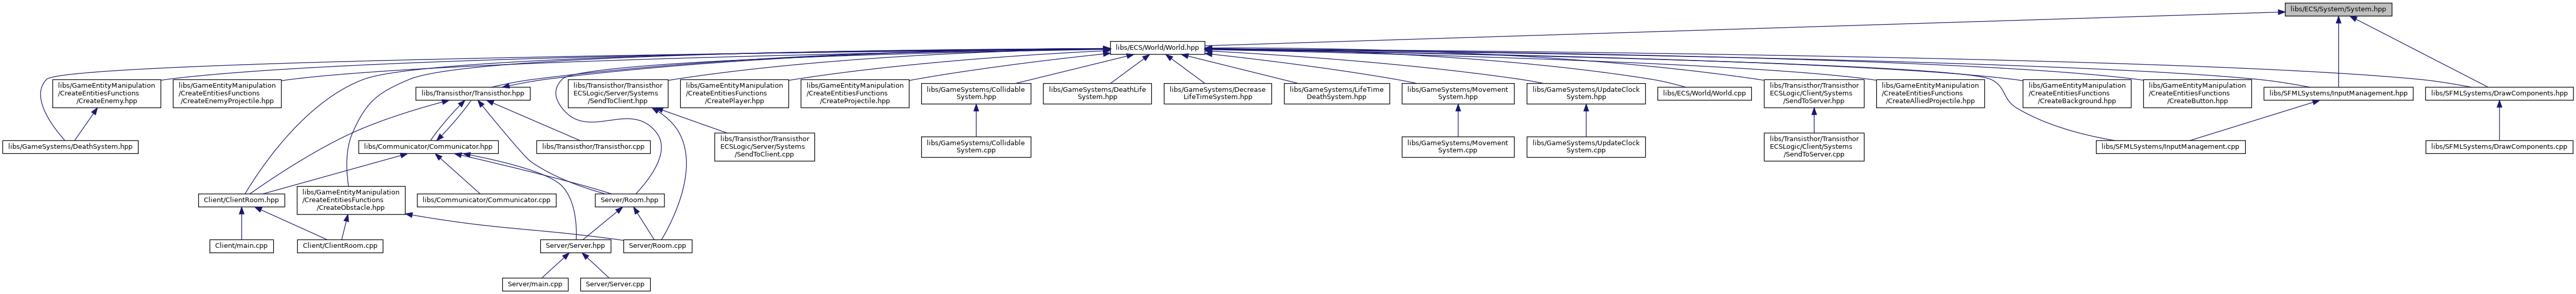 libs/ECS/System/System.hpp
libs/ECS/World/World.hpp
libs/GameEntityManipulation
/CreateEntitiesFunctions
/CreateEnemy.hpp
libs/GameEntityManipulation
/CreateEntitiesFunctions
/CreateEnemyProjectile.hpp
libs/Transisthor/Transisthor.hpp
libs/Transisthor/Transisthor
ECSLogic/Server/Systems
/SendToClient.hpp
libs/GameEntityManipulation
/CreateEntitiesFunctions
/CreatePlayer.hpp
libs/GameEntityManipulation
/CreateEntitiesFunctions
/CreateProjectile.hpp
libs/GameSystems/Collidable
System.hpp
libs/GameSystems/DeathLife
System.hpp
libs/GameSystems/Decrease
LifeTimeSystem.hpp
libs/GameSystems/LifeTime
DeathSystem.hpp
libs/GameSystems/Movement
System.hpp
libs/GameSystems/UpdateClock
System.hpp
libs/ECS/World/World.cpp
libs/Transisthor/Transisthor
ECSLogic/Client/Systems
/SendToServer.hpp
libs/GameEntityManipulation
/CreateEntitiesFunctions
/CreateAlliedProjectile.hpp
libs/GameEntityManipulation
/CreateEntitiesFunctions
/CreateBackground.hpp
libs/GameEntityManipulation
/CreateEntitiesFunctions
/CreateButton.hpp
libs/SFMLSystems/InputManagement.hpp
libs/SFMLSystems/DrawComponents.hpp
libs/GameSystems/DeathSystem.hpp
libs/Communicator/Communicator.hpp
libs/Transisthor/Transisthor.cpp
libs/Transisthor/Transisthor
ECSLogic/Server/Systems
/SendToClient.cpp
libs/GameSystems/Collidable
System.cpp
libs/GameSystems/Movement
System.cpp
libs/GameSystems/UpdateClock
System.cpp
libs/Transisthor/Transisthor
ECSLogic/Client/Systems
/SendToServer.cpp
libs/SFMLSystems/InputManagement.cpp
libs/SFMLSystems/DrawComponents.cpp
Client/ClientRoom.hpp
libs/GameEntityManipulation
/CreateEntitiesFunctions
/CreateObstacle.hpp
libs/Communicator/Communicator.cpp
Server/Room.hpp
Client/main.cpp
Client/ClientRoom.cpp
Server/Server.hpp
Server/Room.cpp
Server/main.cpp
Server/Server.cpp